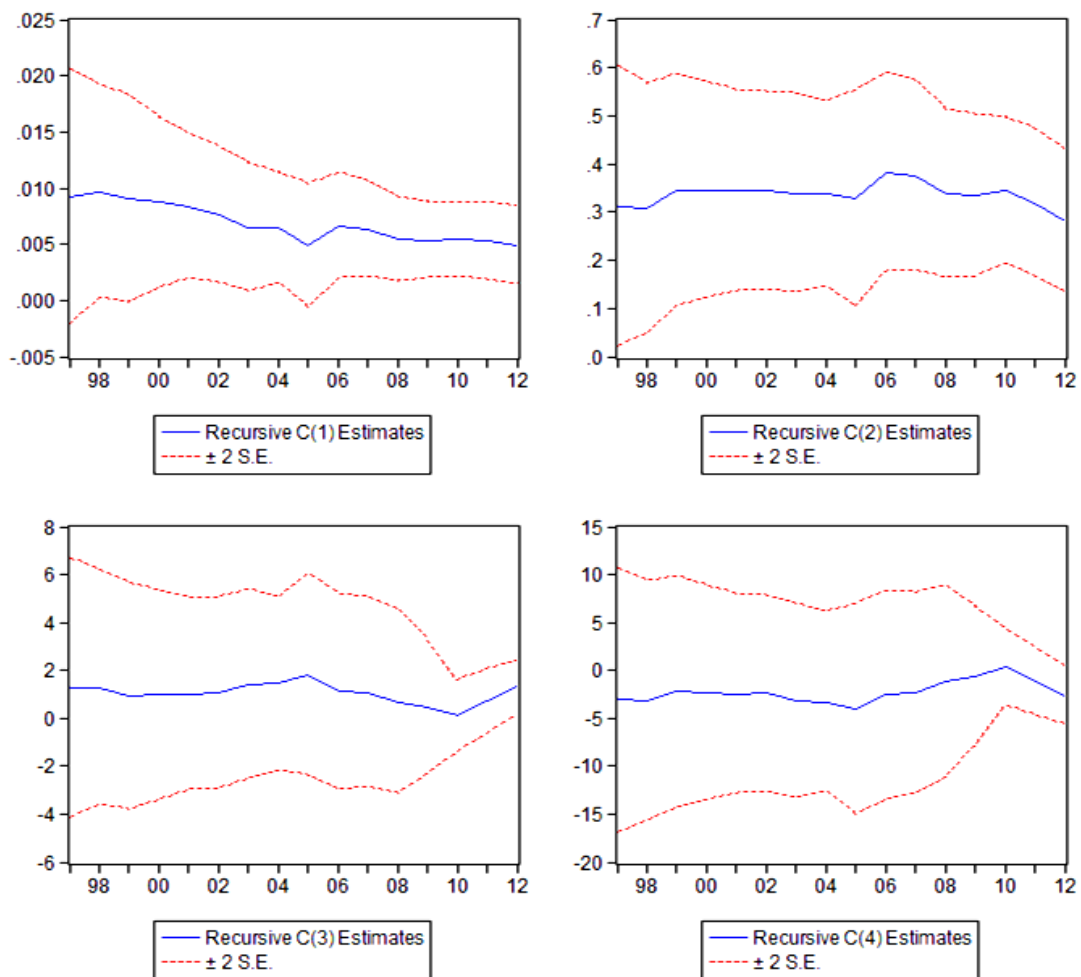 .025
.020
.015
.010
.005
.000
-.005
98 00 02 04 06 08 10 12
Recursive C(1) Estimates
± 2 S.E.
.7
.6
.5
.4
.3
.2
.1
.0
98 00 02 04 06 08 10 12
Recursive C(2) Estimates
± 2 S.E.
8
6
4
2
0
-2
-4
-6
98 00 02 04 06 08 10 12
Recursive C(3) Estimates
± 2 S.E.
15
10
5
0
-5
-10
-15
-20
98 00 02 04 06 08 10 12
Recursive C(4) Estimates
± 2 S.E.